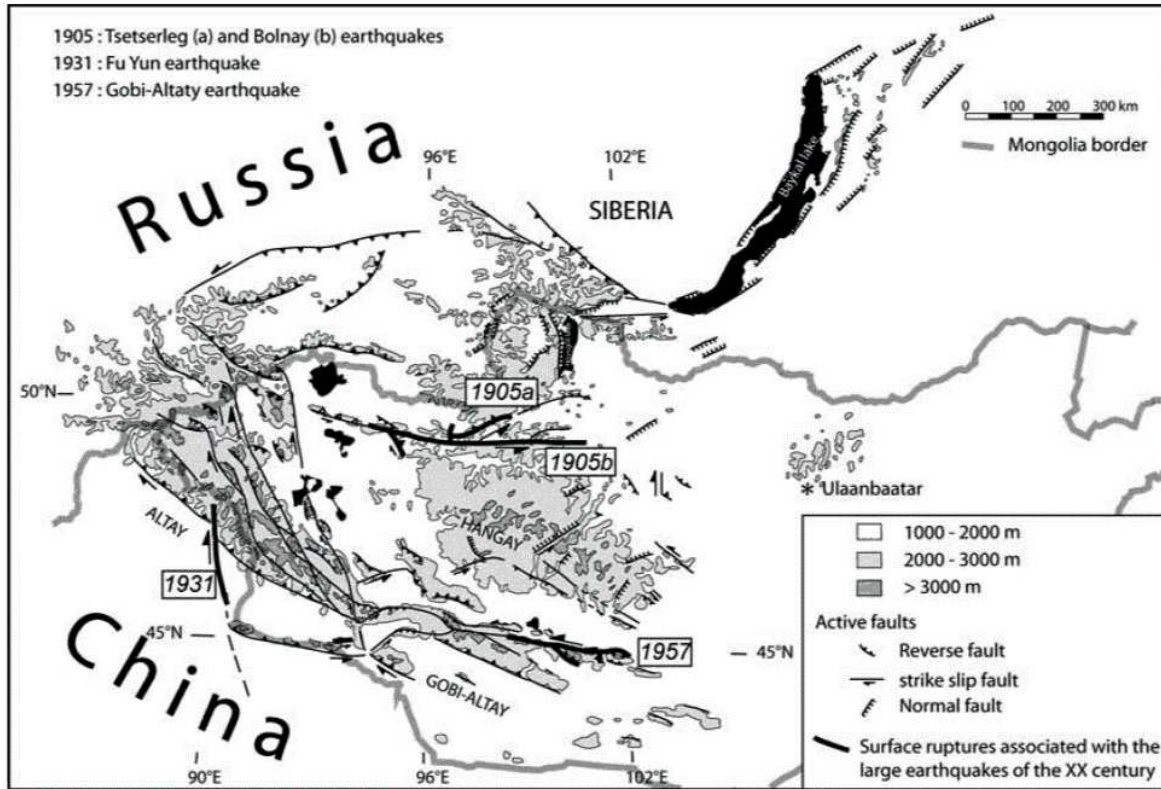 1905 : Tsetserleg (a) and Bolnay (b) earthquakes
1931 : Fu Yun earthquake
1957 : Gobi-Altaty earthquake
0 100 200 300 km
Mongolia border
Russia
96°E
102°E
SIBERIA
Baykal lake
50°N
1905a
1905b
* Ulaanbaatar
ALTAY
HANGAY
1931
China
45°N
1957
45°N
GOBI-ALTAY
90°E
96°E
102°E
1000 - 2000 m
2000 - 3000 m
> 3000 m
Active faults
Reverse fault
strike slip fault
Normal fault
Surface ruptures associated with the
large earthquakes of the XX century